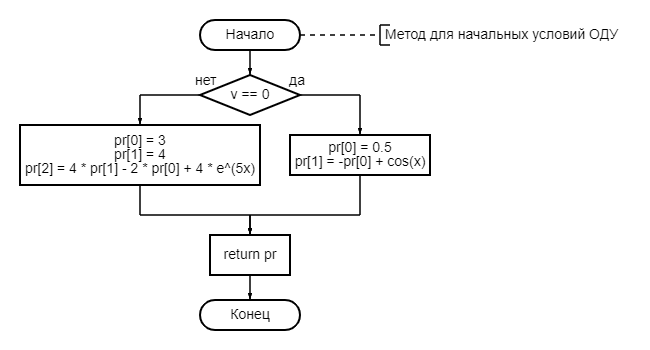 Начало
Метод для начальных условий ОДУ
нет
да
v == 0
pr[0] = 3
pr[1] = 4
pr[2] = 4 * pr[1] - 2 * pr[0] + 4 * e^(5x)
pr[0] = 0.5
pr[1] = -pr[0] + cos(x)
return pr
Конец